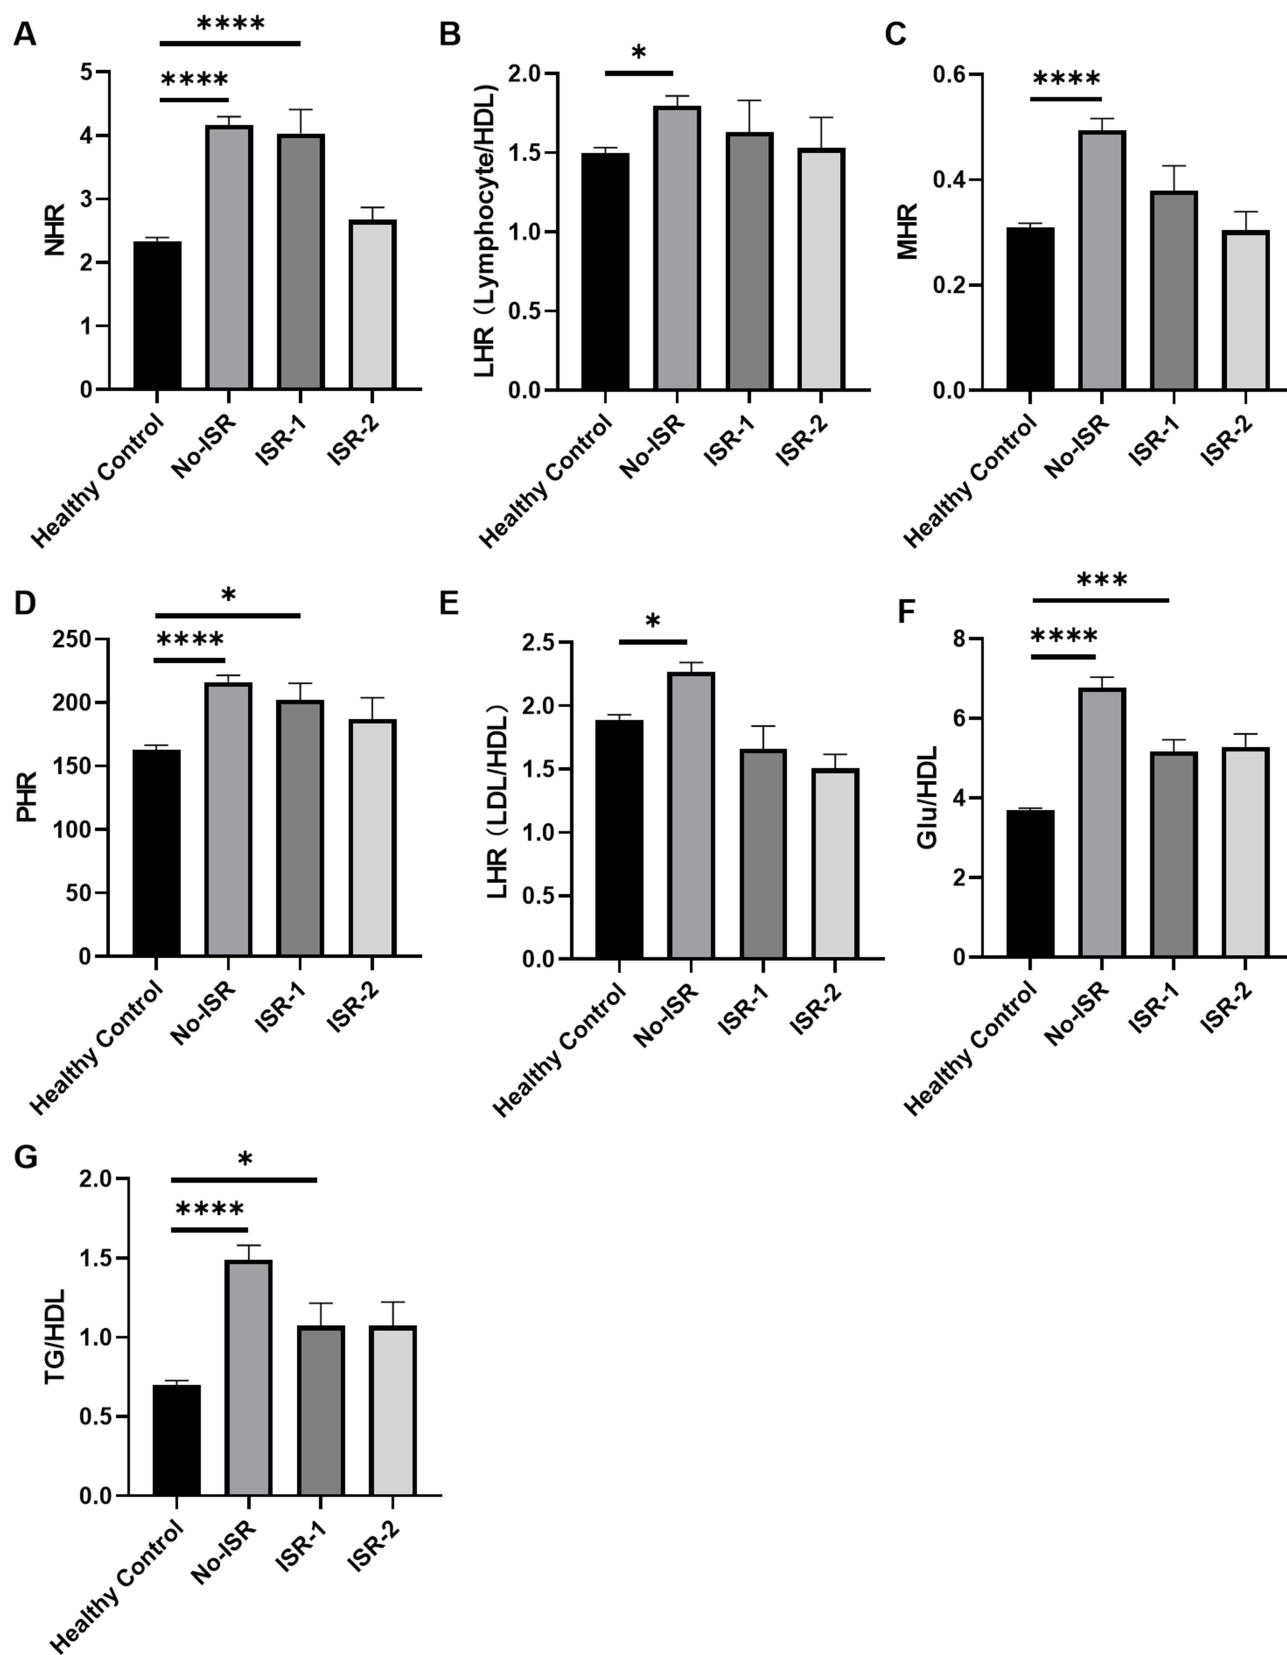 A
****
****
5
4
3
2
1
0
NHR
Healthy Control
No-ISR
ISR-1
ISR-2
B
*
2.0
1.5
1.0
0.5
0.0
LHR（Lymphocyte/HDL)
Healthy Control
No-ISR
ISR-1
ISR-2
C
****
0.6
0.4
0.2
0.0
MHR
Healthy Control
No-ISR
ISR-1
ISR-2
D
*
****
250
200
150
100
50
0
PHR
Healthy Control
No-ISR
ISR-1
ISR-2
E
*
2.5
2.0
1.5
1.0
0.5
0.0
LHR（LDL/HDL）
Healthy Control
No-ISR
ISR-1
ISR-2
F
***
****
8
6
4
2
0
Glu/HDL
Healthy Control
No-ISR
ISR-1
ISR-2
G
*
****
2.0
1.5
1.0
0.5
0.0
TG/HDL
Healthy Control
No-ISR
ISR-1
ISR-2